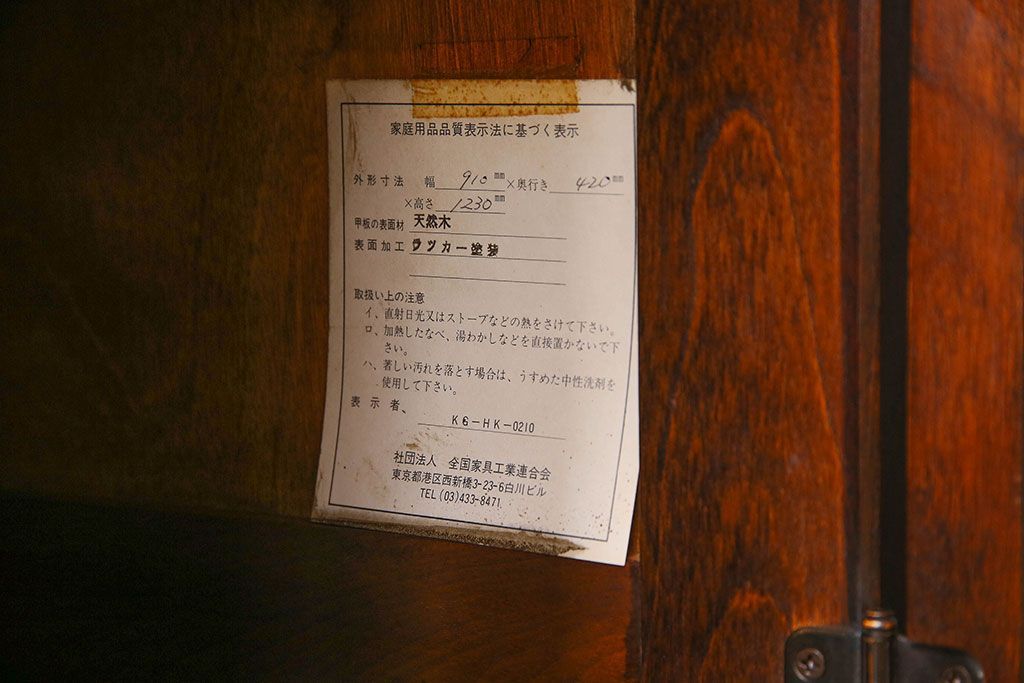 家庭用品品質表示法に基づく表示
外形寸法 幅 910㎜×奥行き 420㎜
×高さ 1230㎜
甲板の表面材 天然木
表面加工 ラツカー塗装
取扱い上の注意
イ、直射日光又はストーブなどの熱をさけて下さい。
ロ、加熱したなべ、湯わかしなどを直接置かないで下
さい。
ハ、著しい汚れを落とす場合は、うすめた中性洗剤を
使用して下さい。
表示者、
KG-HK-0210
社団法人 全国家具工業連合会
東京都港区西新橋3-23-6白川ビル
TEL (03)433-8471